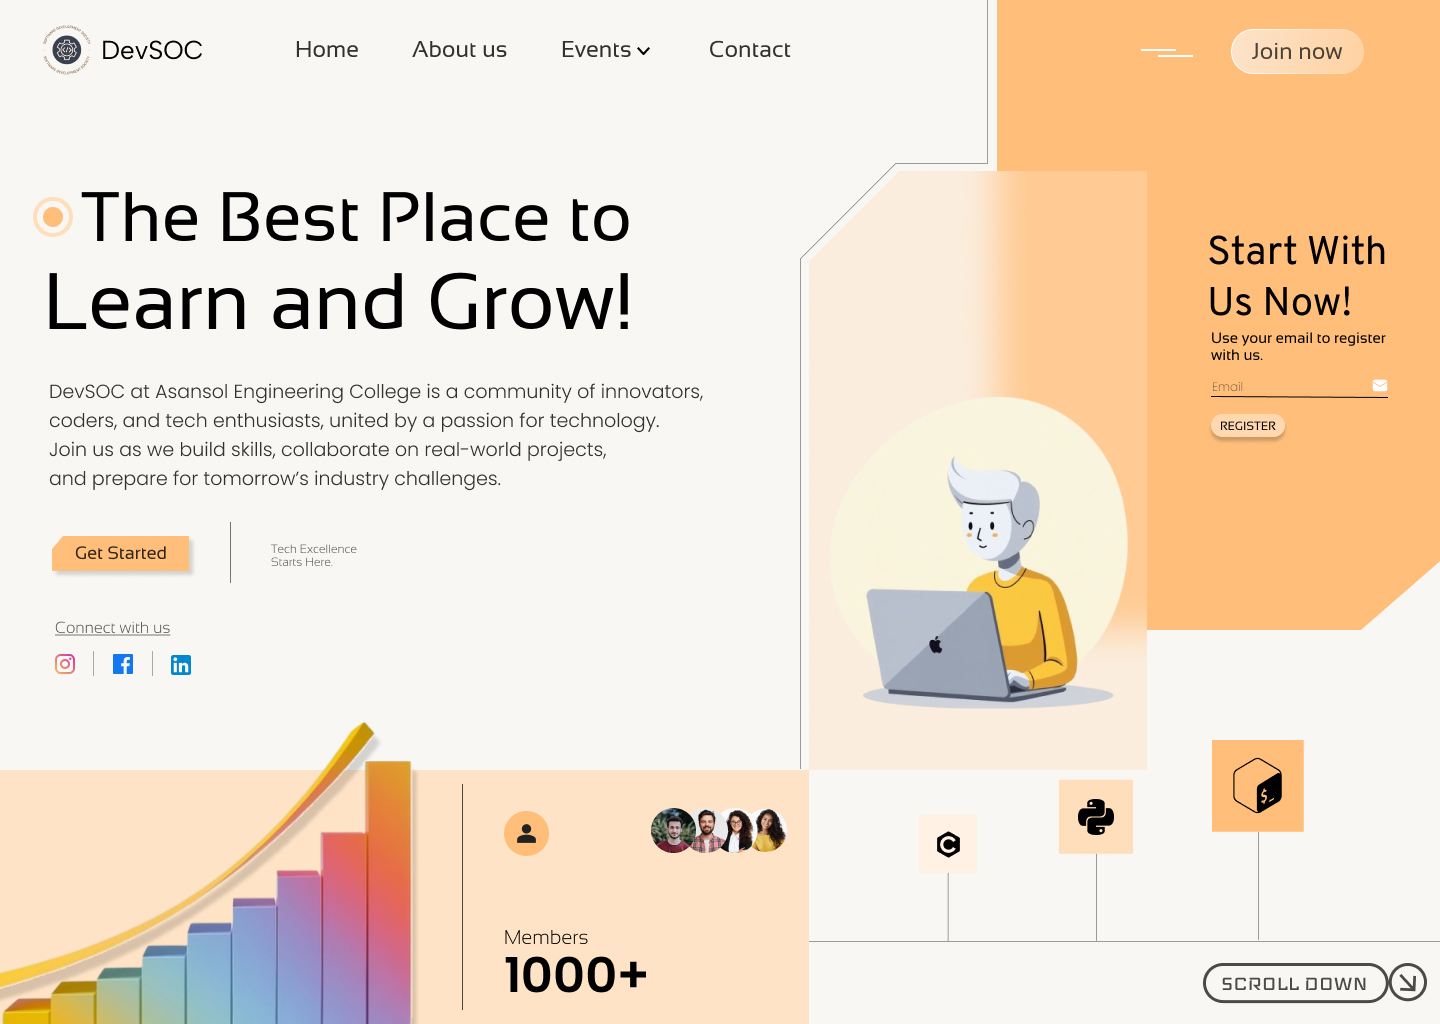 DevSOC
Home
About us
Events
Contact
Join now
The Best Place to
Learn and Grow!
DevSOC at Asansol Engineering College is a community of innovators,
coders, and tech enthusiasts, united by a passion for technology.
Join us as we build skills, collaborate on real-world projects,
and prepare for tomorrow’s industry challenges.
Get Started
Tech Excellence
Starts Here.
Connect with us
Start With
Us Now!
Use your email to register
with us.
Email
REGISTER
Members
1000+
SCROLL DOWN